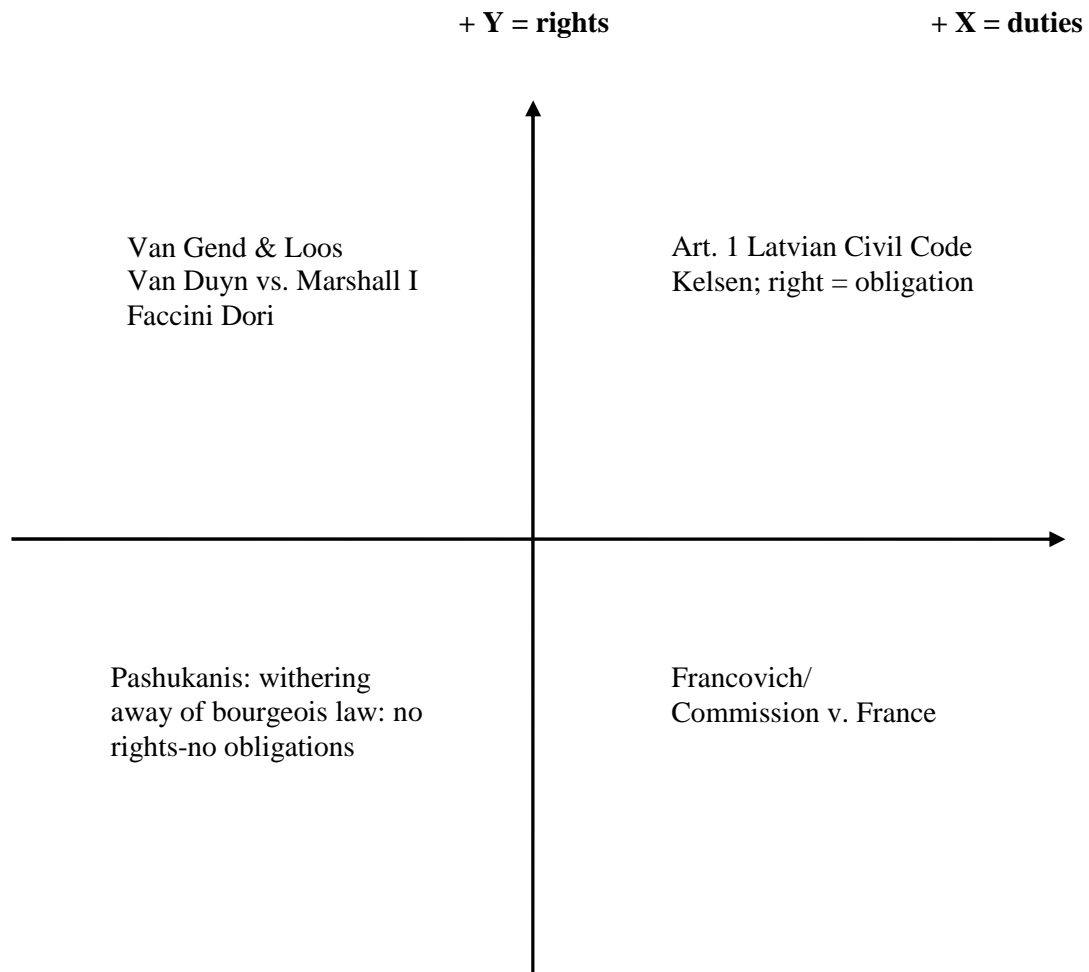 + Y = rights
+ X = duties
Van Gend & Loos
Van Duyn vs. Marshall I
Faccini Dori
Art. 1 Latvian Civil Code
Kelsen; right = obligation
Pashukanis: withering
away of bourgeois law: no
rights-no obligations
Francovich/
Commission v. France